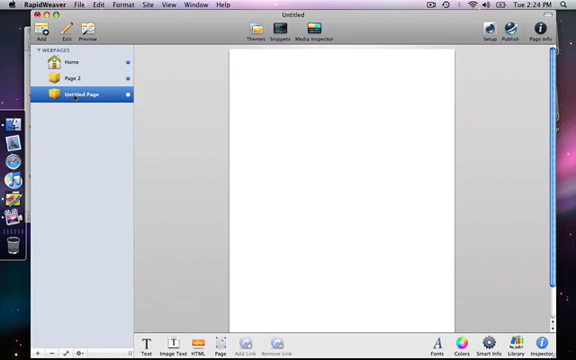 RapidWeaver File Edit Format Site View Window Help Tue 2:24 PM
Untitled
Add Edit Preview Themes Snippets Media Inspector Setup Publish Page Info
WEBPAGES
Home
Page 2
Untitled Page
Text Image Text HTML Page Add Link Remove Link Fonts Colors Smart Info Library Inspector